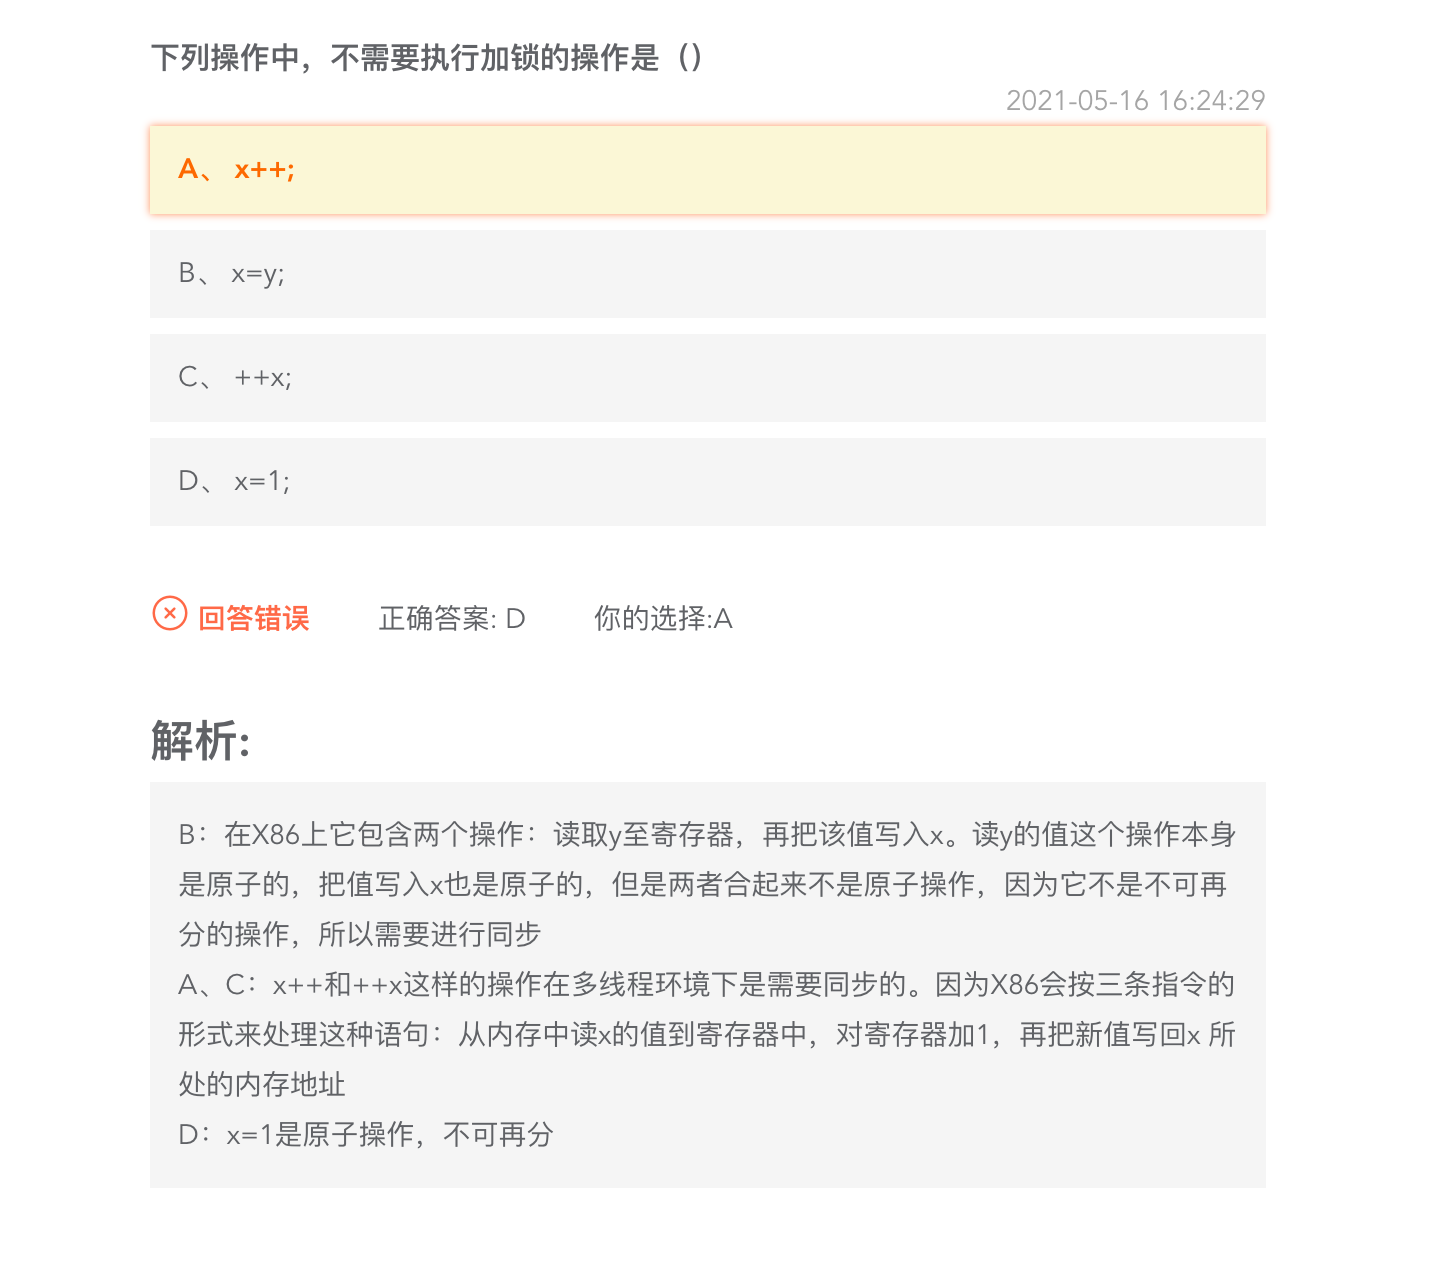 下列操作中，不需要执行加锁的操作是（）
2021-05-16 16:24:29
A、 x++;
B、 x=y;
C、 ++x;
D、 x=1;
回答错误 正确答案: D 你的选择:A
解析:
B：在X86上它包含两个操作：读取y至寄存器，再把该值写入x。读y的值这个操作本身
是原子的，把值写入x也是原子的，但是两者合起来不是原子操作，因为它不是不可再
分的操作，所以需要进行同步
A、C：x++和++x这样的操作在多线程环境下是需要同步的。因为X86会按三条指令的
形式来处理这种语句：从内存中读x的值到寄存器中，对寄存器加1，再把新值写回x 所
处的内存地址
D：x=1是原子操作，不可再分